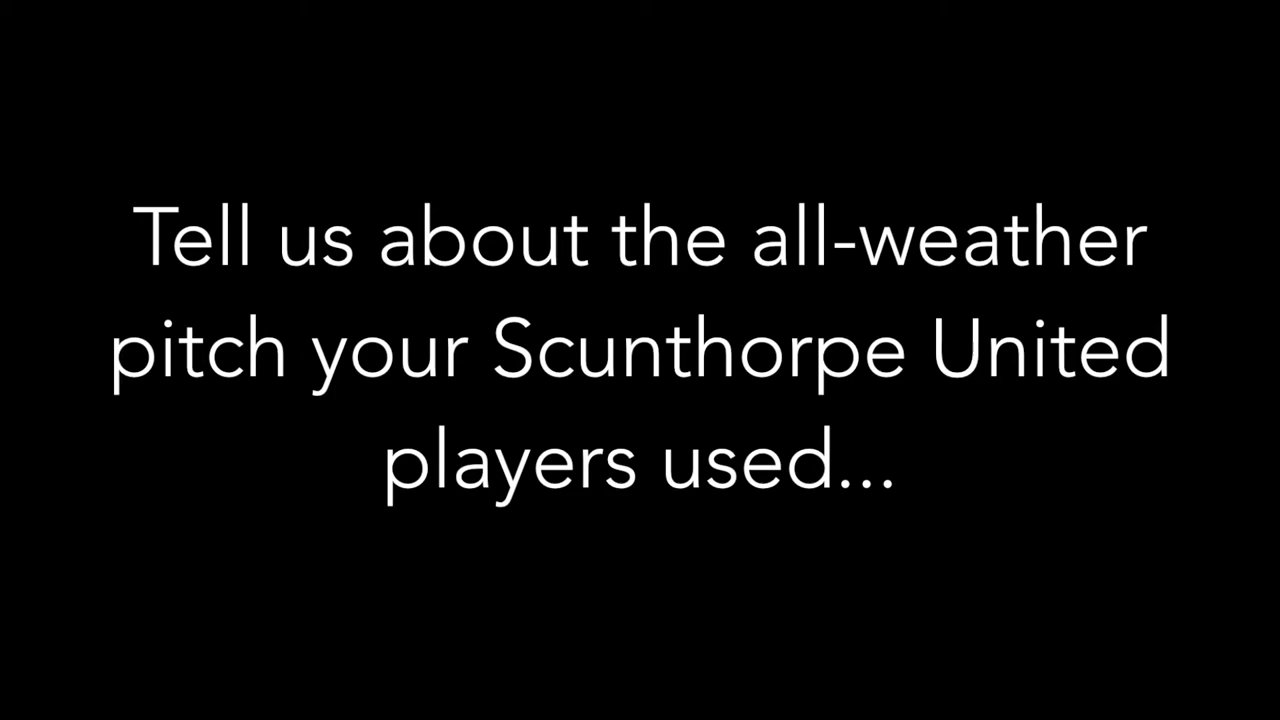 Tell us about the all-weather
pitch your Scunthorpe United
players used...